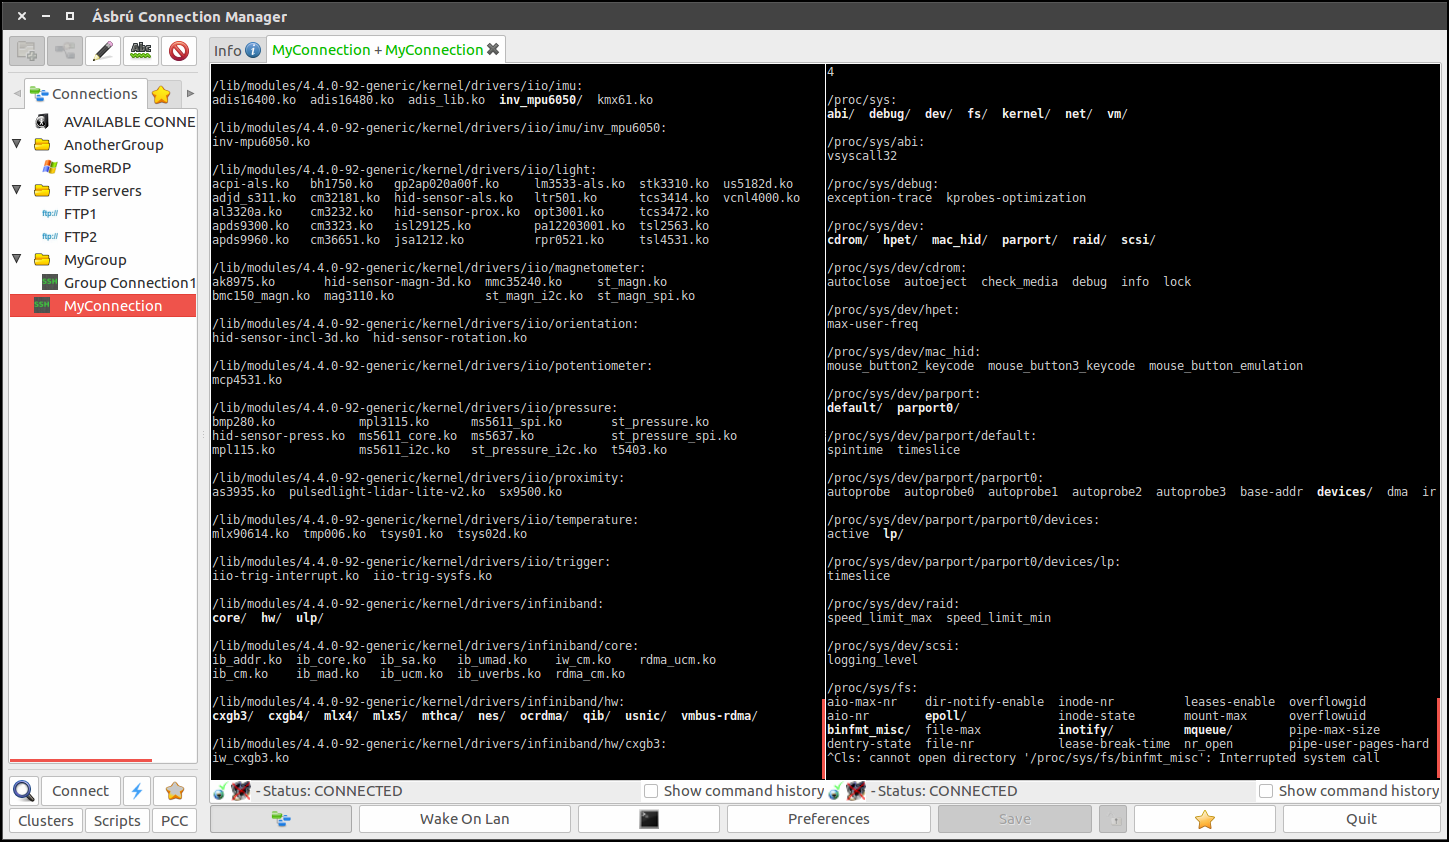 Ásbrú Connection Manager
Abc
Connections
AVAILABLE CONNE
AnotherGroup
SomeRDP
FTP servers
ftp:// FTP1
ftp:// FTP2
MyGroup
SSH Group Connection1
SSH MyConnection
Connect
Clusters Scripts PCC
Info MyConnection + MyConnection
/lib/modules/4.4.0-92-generic/kernel/drivers/iio/imu:
adis16400.ko adis16480.ko adis_lib.ko inv_mpu6050/ kmx61.ko
/lib/modules/4.4.0-92-generic/kernel/drivers/iio/imu/inv_mpu6050:
inv-mpu6050.ko
/lib/modules/4.4.0-92-generic/kernel/drivers/iio/light:
acpi-als.ko bh1750.ko gp2ap020a00f.ko lm3533-als.ko stk3310.ko us5182d.ko
adjd_s311.ko cm32181.ko hid-sensor-als.ko ltr501.ko tcs3414.ko vcnl4000.ko
al3320a.ko cm3232.ko hid-sensor-prox.ko opt3001.ko tcs3472.ko
apds9300.ko cm3323.ko isl29125.ko pa12203001.ko tsl2563.ko
apds9960.ko cm36651.ko jsa1212.ko rpr0521.ko tsl4531.ko
/lib/modules/4.4.0-92-generic/kernel/drivers/iio/magnetometer:
ak8975.ko hid-sensor-magn-3d.ko mmc35240.ko st_magn.ko
bmc150_magn.ko mag3110.ko st_magn_i2c.ko st_magn_spi.ko
/lib/modules/4.4.0-92-generic/kernel/drivers/iio/orientation:
hid-sensor-incl-3d.ko hid-sensor-rotation.ko
/lib/modules/4.4.0-92-generic/kernel/drivers/iio/potentiometer:
mcp4531.ko
/lib/modules/4.4.0-92-generic/kernel/drivers/iio/pressure:
bmp280.ko mpl3115.ko ms5611_spi.ko st_pressure.ko
hid-sensor-press.ko ms5611_core.ko ms5637.ko st_pressure_spi.ko
mpl115.ko ms5611_i2c.ko st_pressure_i2c.ko t5403.ko
/lib/modules/4.4.0-92-generic/kernel/drivers/iio/proximity:
as3935.ko pulsedlight-lidar-lite-v2.ko sx9500.ko
/lib/modules/4.4.0-92-generic/kernel/drivers/iio/temperature:
mlx90614.ko tmp006.ko tsys01.ko tsys02d.ko
/lib/modules/4.4.0-92-generic/kernel/drivers/iio/trigger:
iio-trig-interrupt.ko iio-trig-sysfs.ko
/lib/modules/4.4.0-92-generic/kernel/drivers/infiniband:
core/ hw/ ulp/
/lib/modules/4.4.0-92-generic/kernel/drivers/infiniband/core:
ib_addr.ko ib_core.ko ib_sa.ko ib_umad.ko iw_cm.ko rdma_ucm.ko
ib_cm.ko ib_mad.ko ib_ucm.ko ib_uverbs.ko rdma_cm.ko
/lib/modules/4.4.0-92-generic/kernel/drivers/infiniband/hw:
cxgb3/ cxgb4/ mlx4/ mlx5/ mthca/ nes/ ocrdma/ qib/ usnic/ vmbus-rdma/
/lib/modules/4.4.0-92-generic/kernel/drivers/infiniband/hw/cxgb3:
iw_cxgb3.ko
4
/proc/sys:
abi/ debug/ dev/ fs/ kernel/ net/ vm/
/proc/sys/abi:
vsyscall32
/proc/sys/debug:
exception-trace kprobes-optimization
/proc/sys/dev:
cdrom/ hpet/ mac_hid/ parport/ raid/ scsi/
/proc/sys/dev/cdrom:
autoclose autoeject check_media debug info lock
/proc/sys/dev/hpet:
max-user-freq
/proc/sys/dev/mac_hid:
mouse_button2_keycode mouse_button3_keycode mouse_button_emulation
/proc/sys/dev/parport:
default/ parport0/
/proc/sys/dev/parport/default:
spintime timeslice
/proc/sys/dev/parport/parport0:
autoprobe autoprobe0 autoprobe1 autoprobe2 autoprobe3 base-addr devices/ dma ir
/proc/sys/dev/parport/parport0/devices:
active lp/
/proc/sys/dev/parport/parport0/devices/lp:
timeslice
/proc/sys/dev/raid:
speed_limit_max speed_limit_min
/proc/sys/dev/scsi:
logging_level
/proc/sys/fs:
aio-max-nr dir-notify-enable inode-nr leases-enable overflowgid
aio-nr epoll/ inode-state mount-max overflowuid
binfmt_misc/ file-max inotify/ mqueue/ pipe-max-size
dentry-state file-nr lease-break-time nr_open pipe-user-pages-hard
^Cls: cannot open directory '/proc/sys/fs/binfmt_misc': Interrupted system call
- Status: CONNECTED Show command history - Status: CONNECTED Show command history
Wake On Lan Preferences Save Quit